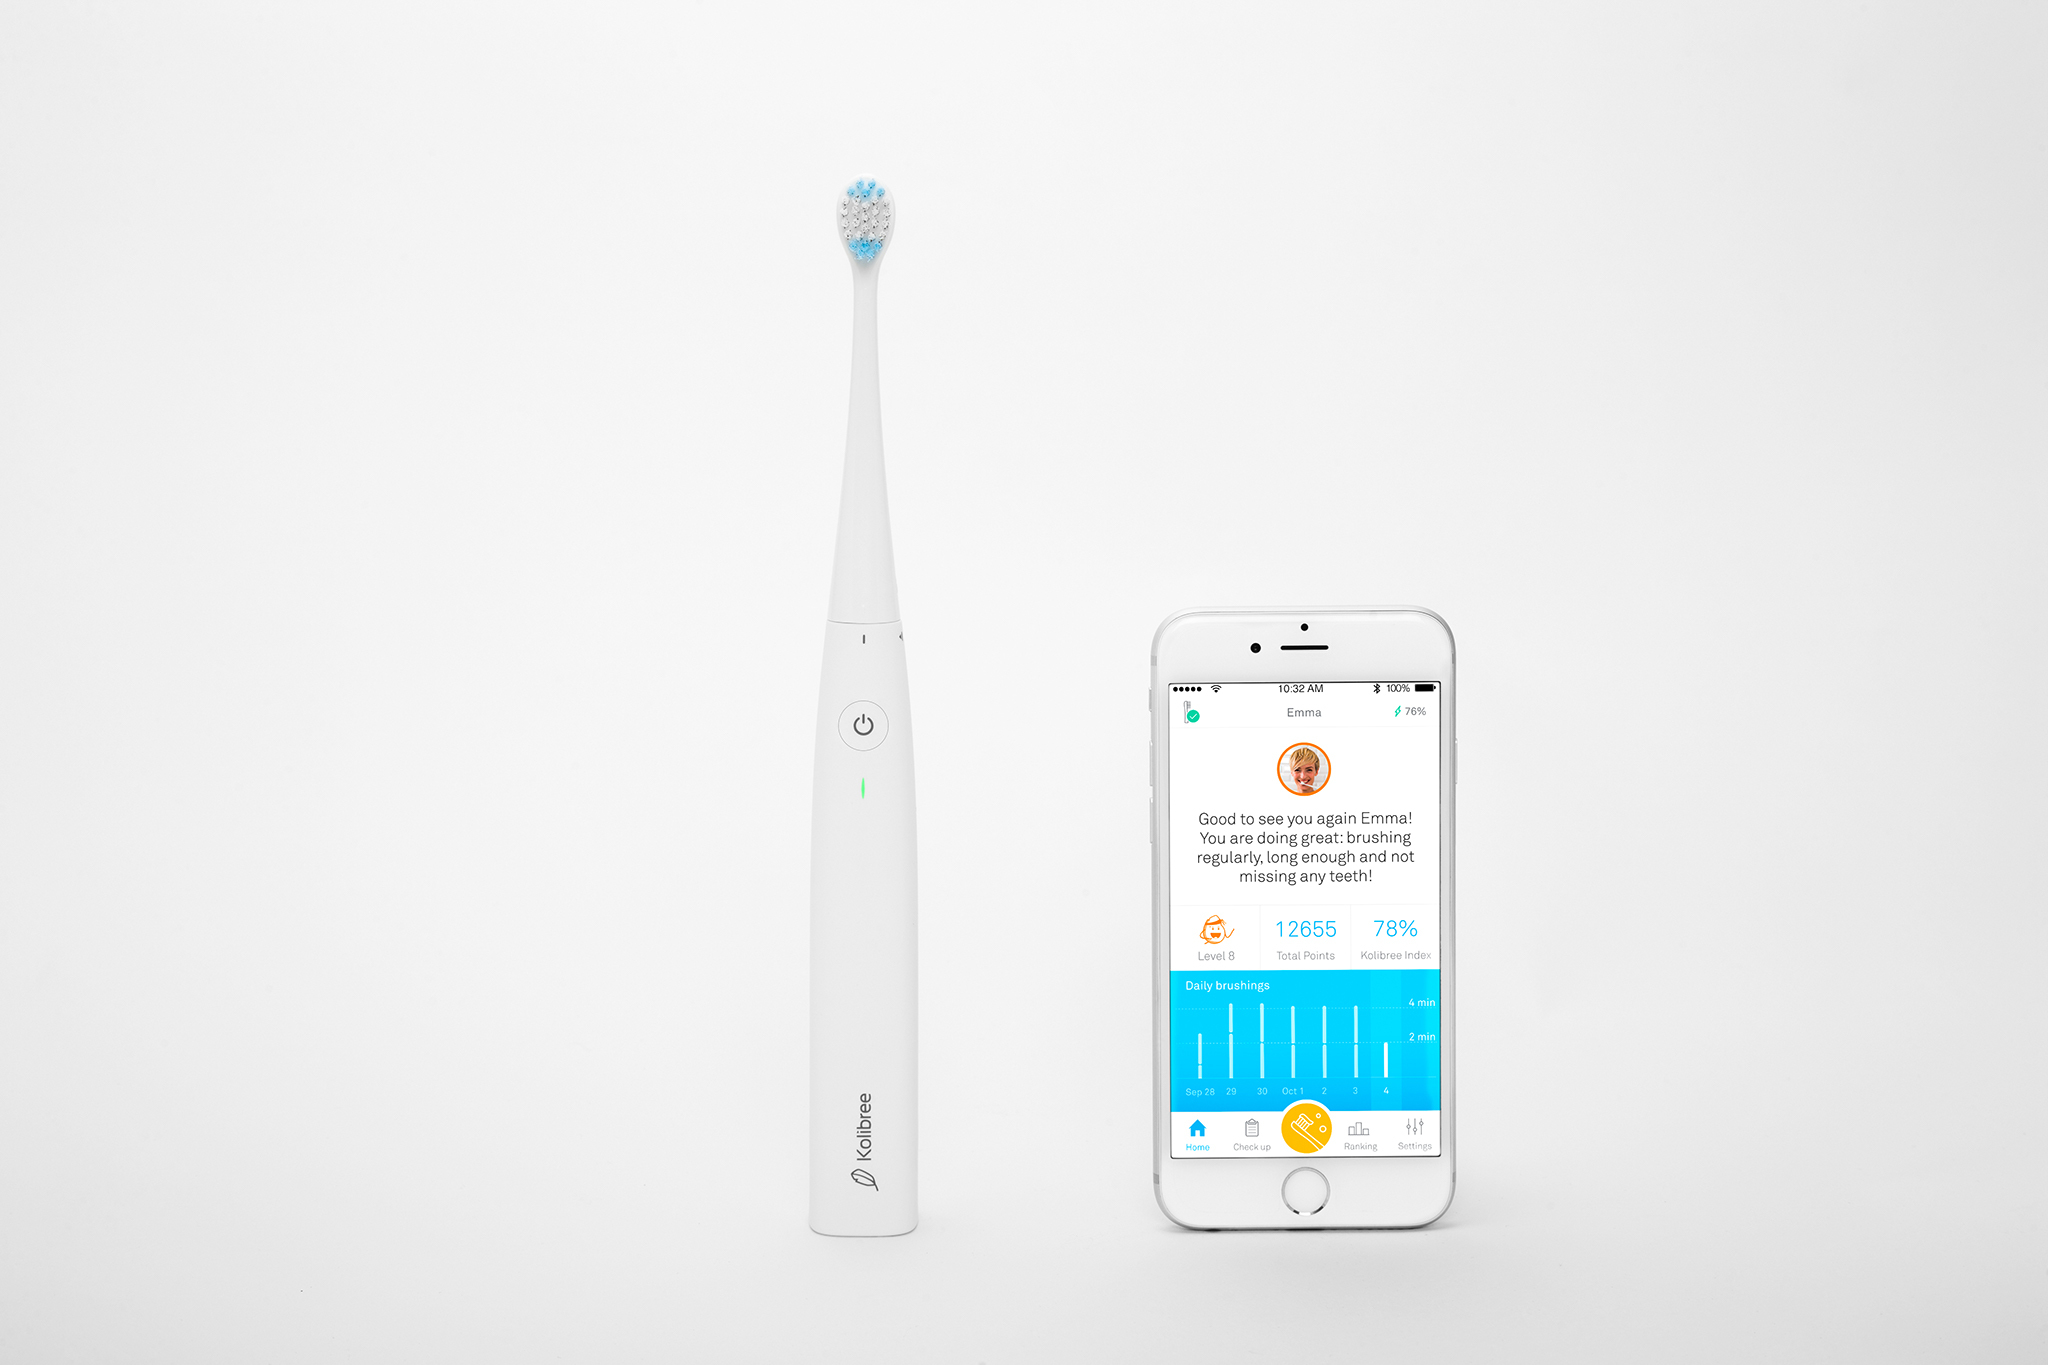 Kolibree
10:32 AM
100%
Emma
76%
Good to see you again Emma!
You are doing great: brushing
regularly, long enough and not
missing any teeth!
12655
78%
Level 8
Total Points
Kolibree Index
Daily brushings
4 min
2 min
Sep 28 29 30 Oct 1 2 3 4
Home
Check up
Ranking
Settings